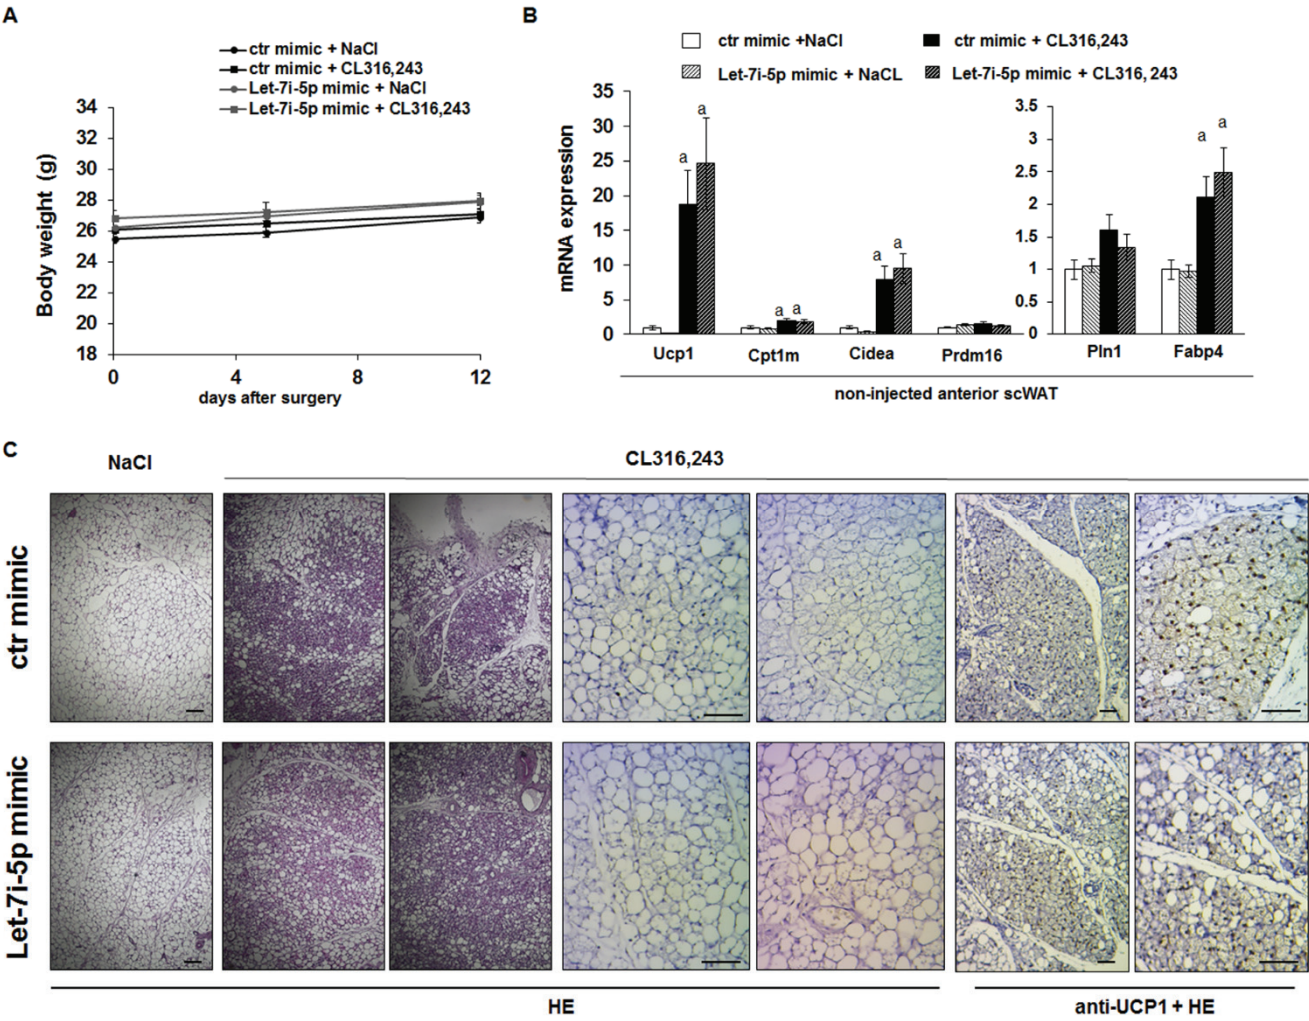 A
ctr mimic + NaCl
ctr mimic + CL316,243
Let-7i-5p mimic + NaCl
Let-7i-5p mimic + CL316,243
Body weight (g)
34
32
30
28
26
24
22
20
18
0 4 8 12
days after surgery
B
ctr mimic +NaCl
ctr mimic + CL316,243
Let-7i-5p mimic + NaCL
Let-7i-5p mimic + CL316, 243
mRNA expression
35
30
25
20
15
10
5
0
a a
a a
a a
Ucp1 Cpt1m Cidea Prdm16
3.5
3
2.5
2
1.5
1
0.5
0
a a
Pln1 Fabp4
non-injected anterior scWAT
C
NaCl
CL316,243
ctr mimic
Let-7i-5p mimic
HE
anti-UCP1 + HE